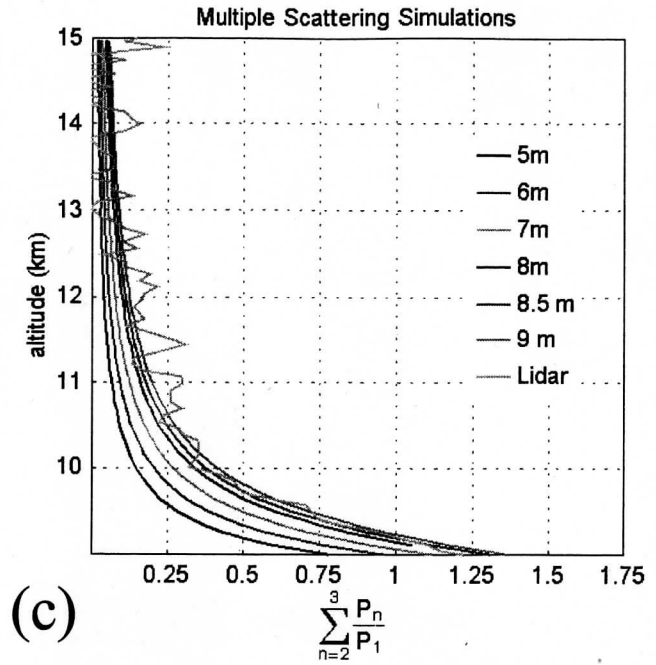 Multiple Scattering Simulations
15
14
13
12
11
10
altitude (km)
5m
6m
7m
8m
8.5 m
9 m
Lidar
0.25 0.5 0.75 1 1.25 1.5 1.75
3
∑ Pn/P1
n=2
(c)